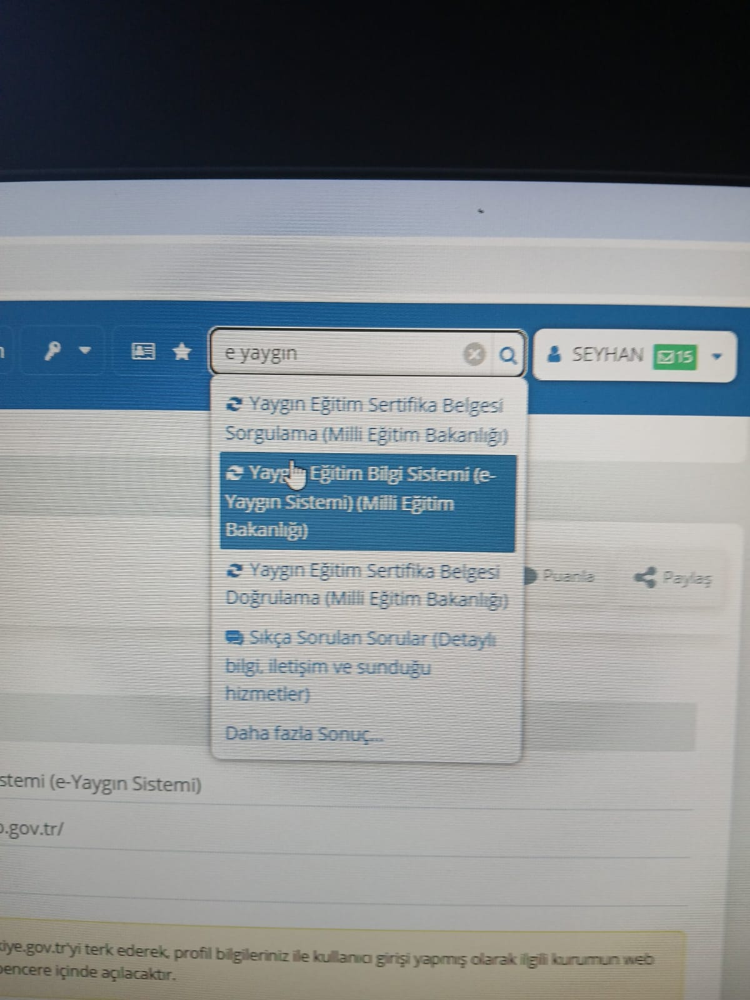 e yaygın
SEYHAN 15
Yaygın Eğitim Sertifika Belgesi
Sorgulama (Milli Eğitim Bakanlığı)
Eğitim Bilgi Sistemi (e-
Yaygın Sistemi) (Milli Eğitim
Bakanlığı)
Yaygın Eğitim Sertifika Belgesi
Doğrulama (Milli Eğitim Bakanlığı)
Puanla
Paylaş
Sıkça Sorulan Sorular (Detaylı
bilgi, iletişim ve sunduğu
hizmetler)
Daha fazla Sonuç...
stemi (e-Yaygın Sistemi)
.gov.tr/
iye.gov.tr'yi terk ederek, profil bilgileriniz ile kullanıcı girişi yapmış olarak ilgili kurumun web
pencere içinde açılacaktır.